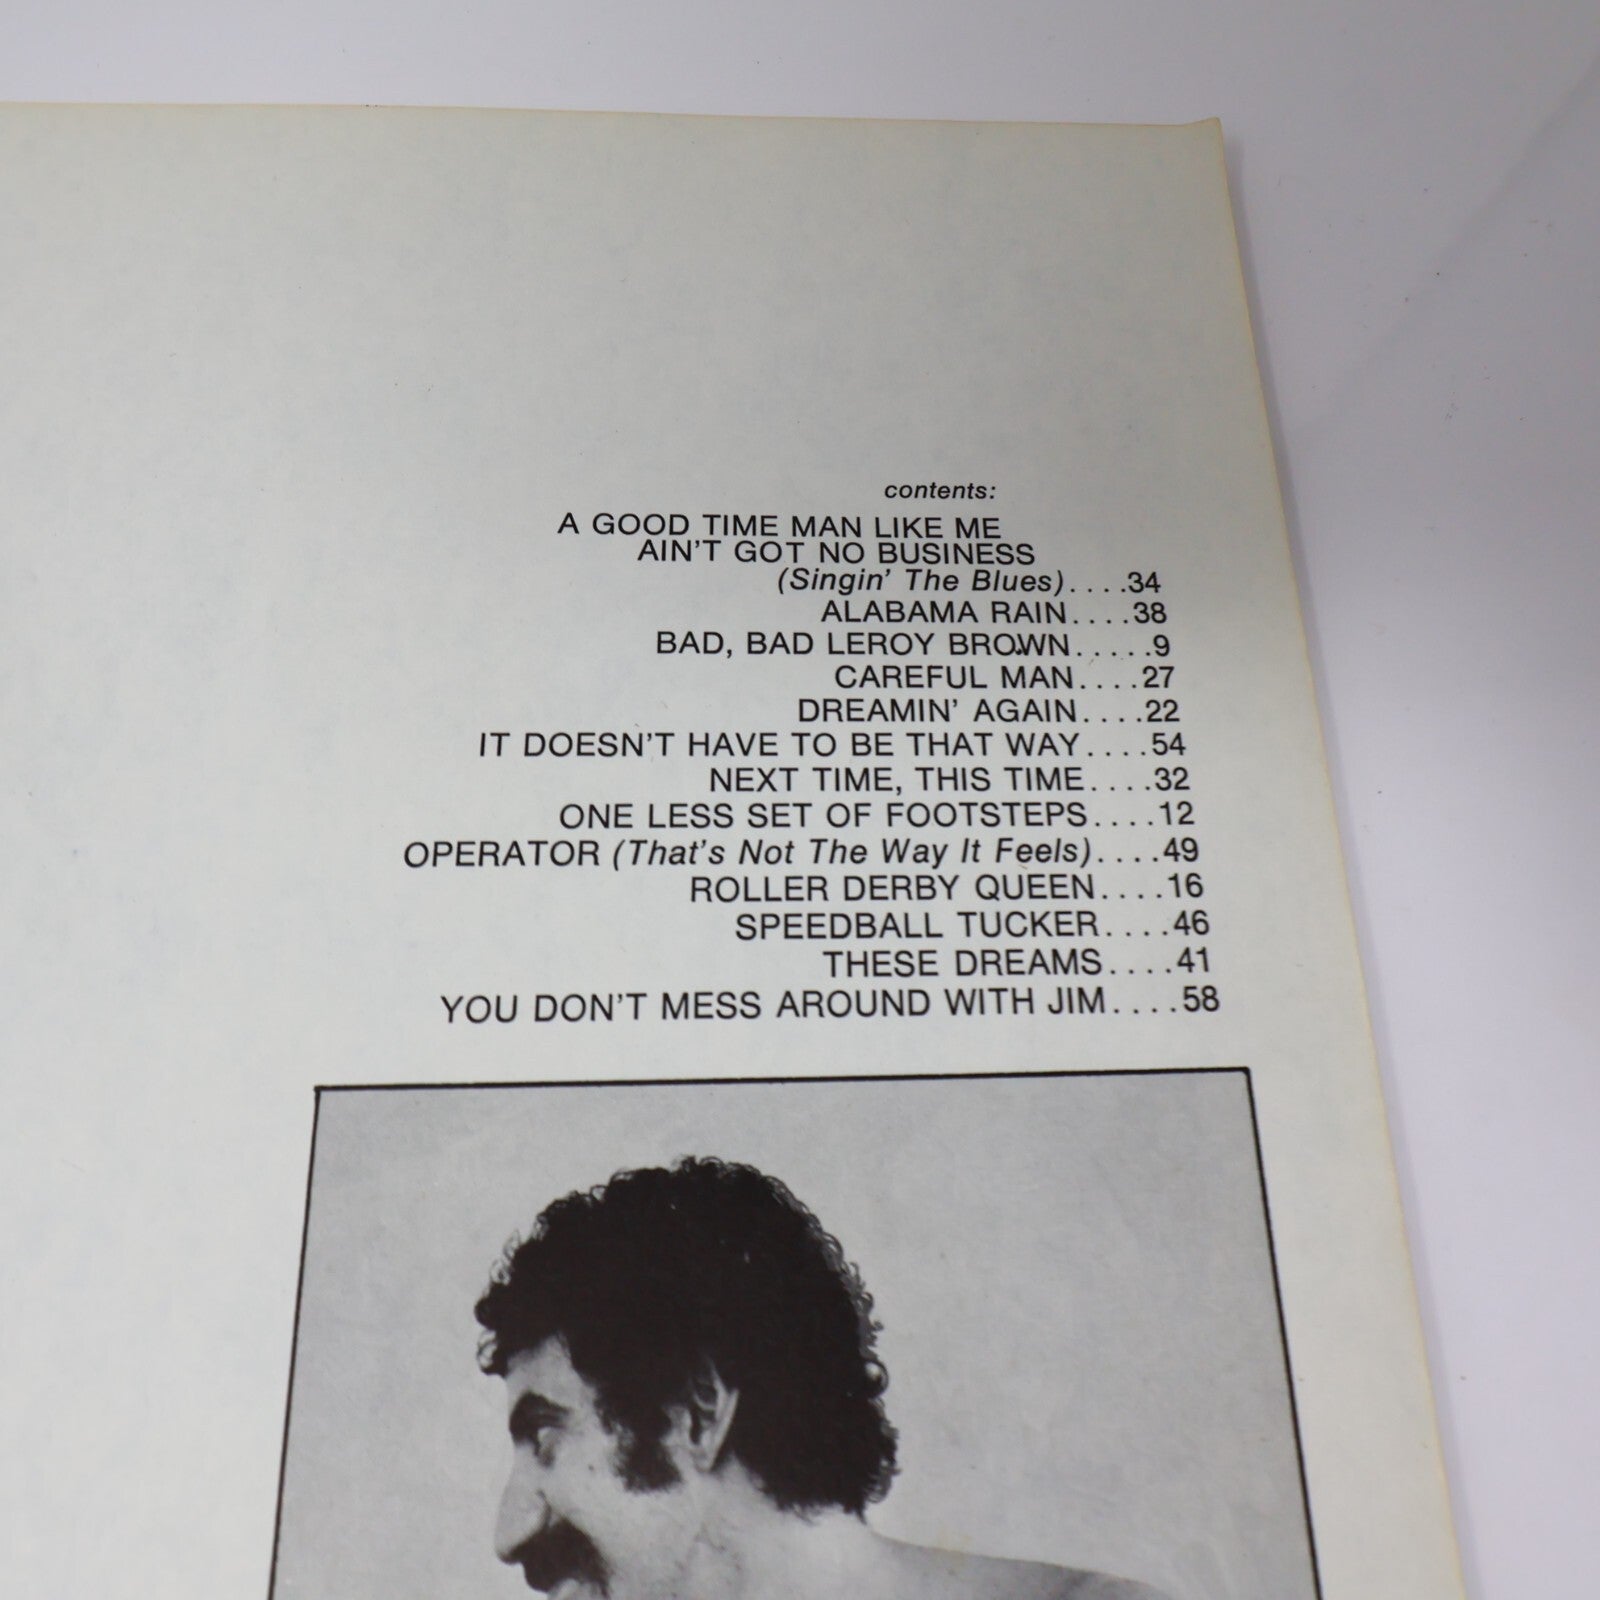 contents:
A GOOD TIME MAN LIKE ME
AIN'T GOT NO BUSINESS
(Singin' The Blues)....34
ALABAMA RAIN....38
BAD, BAD LEROY BROWN.....9
CAREFUL MAN....27
DREAMIN' AGAIN....22
IT DOESN'T HAVE TO BE THAT WAY....54
NEXT TIME, THIS TIME....32
ONE LESS SET OF FOOTSTEPS....12
OPERATOR (That's Not The Way It Feels)....49
ROLLER DERBY QUEEN....16
SPEEDBALL TUCKER....46
THESE DREAMS....41
YOU DON'T MESS AROUND WITH JIM....58